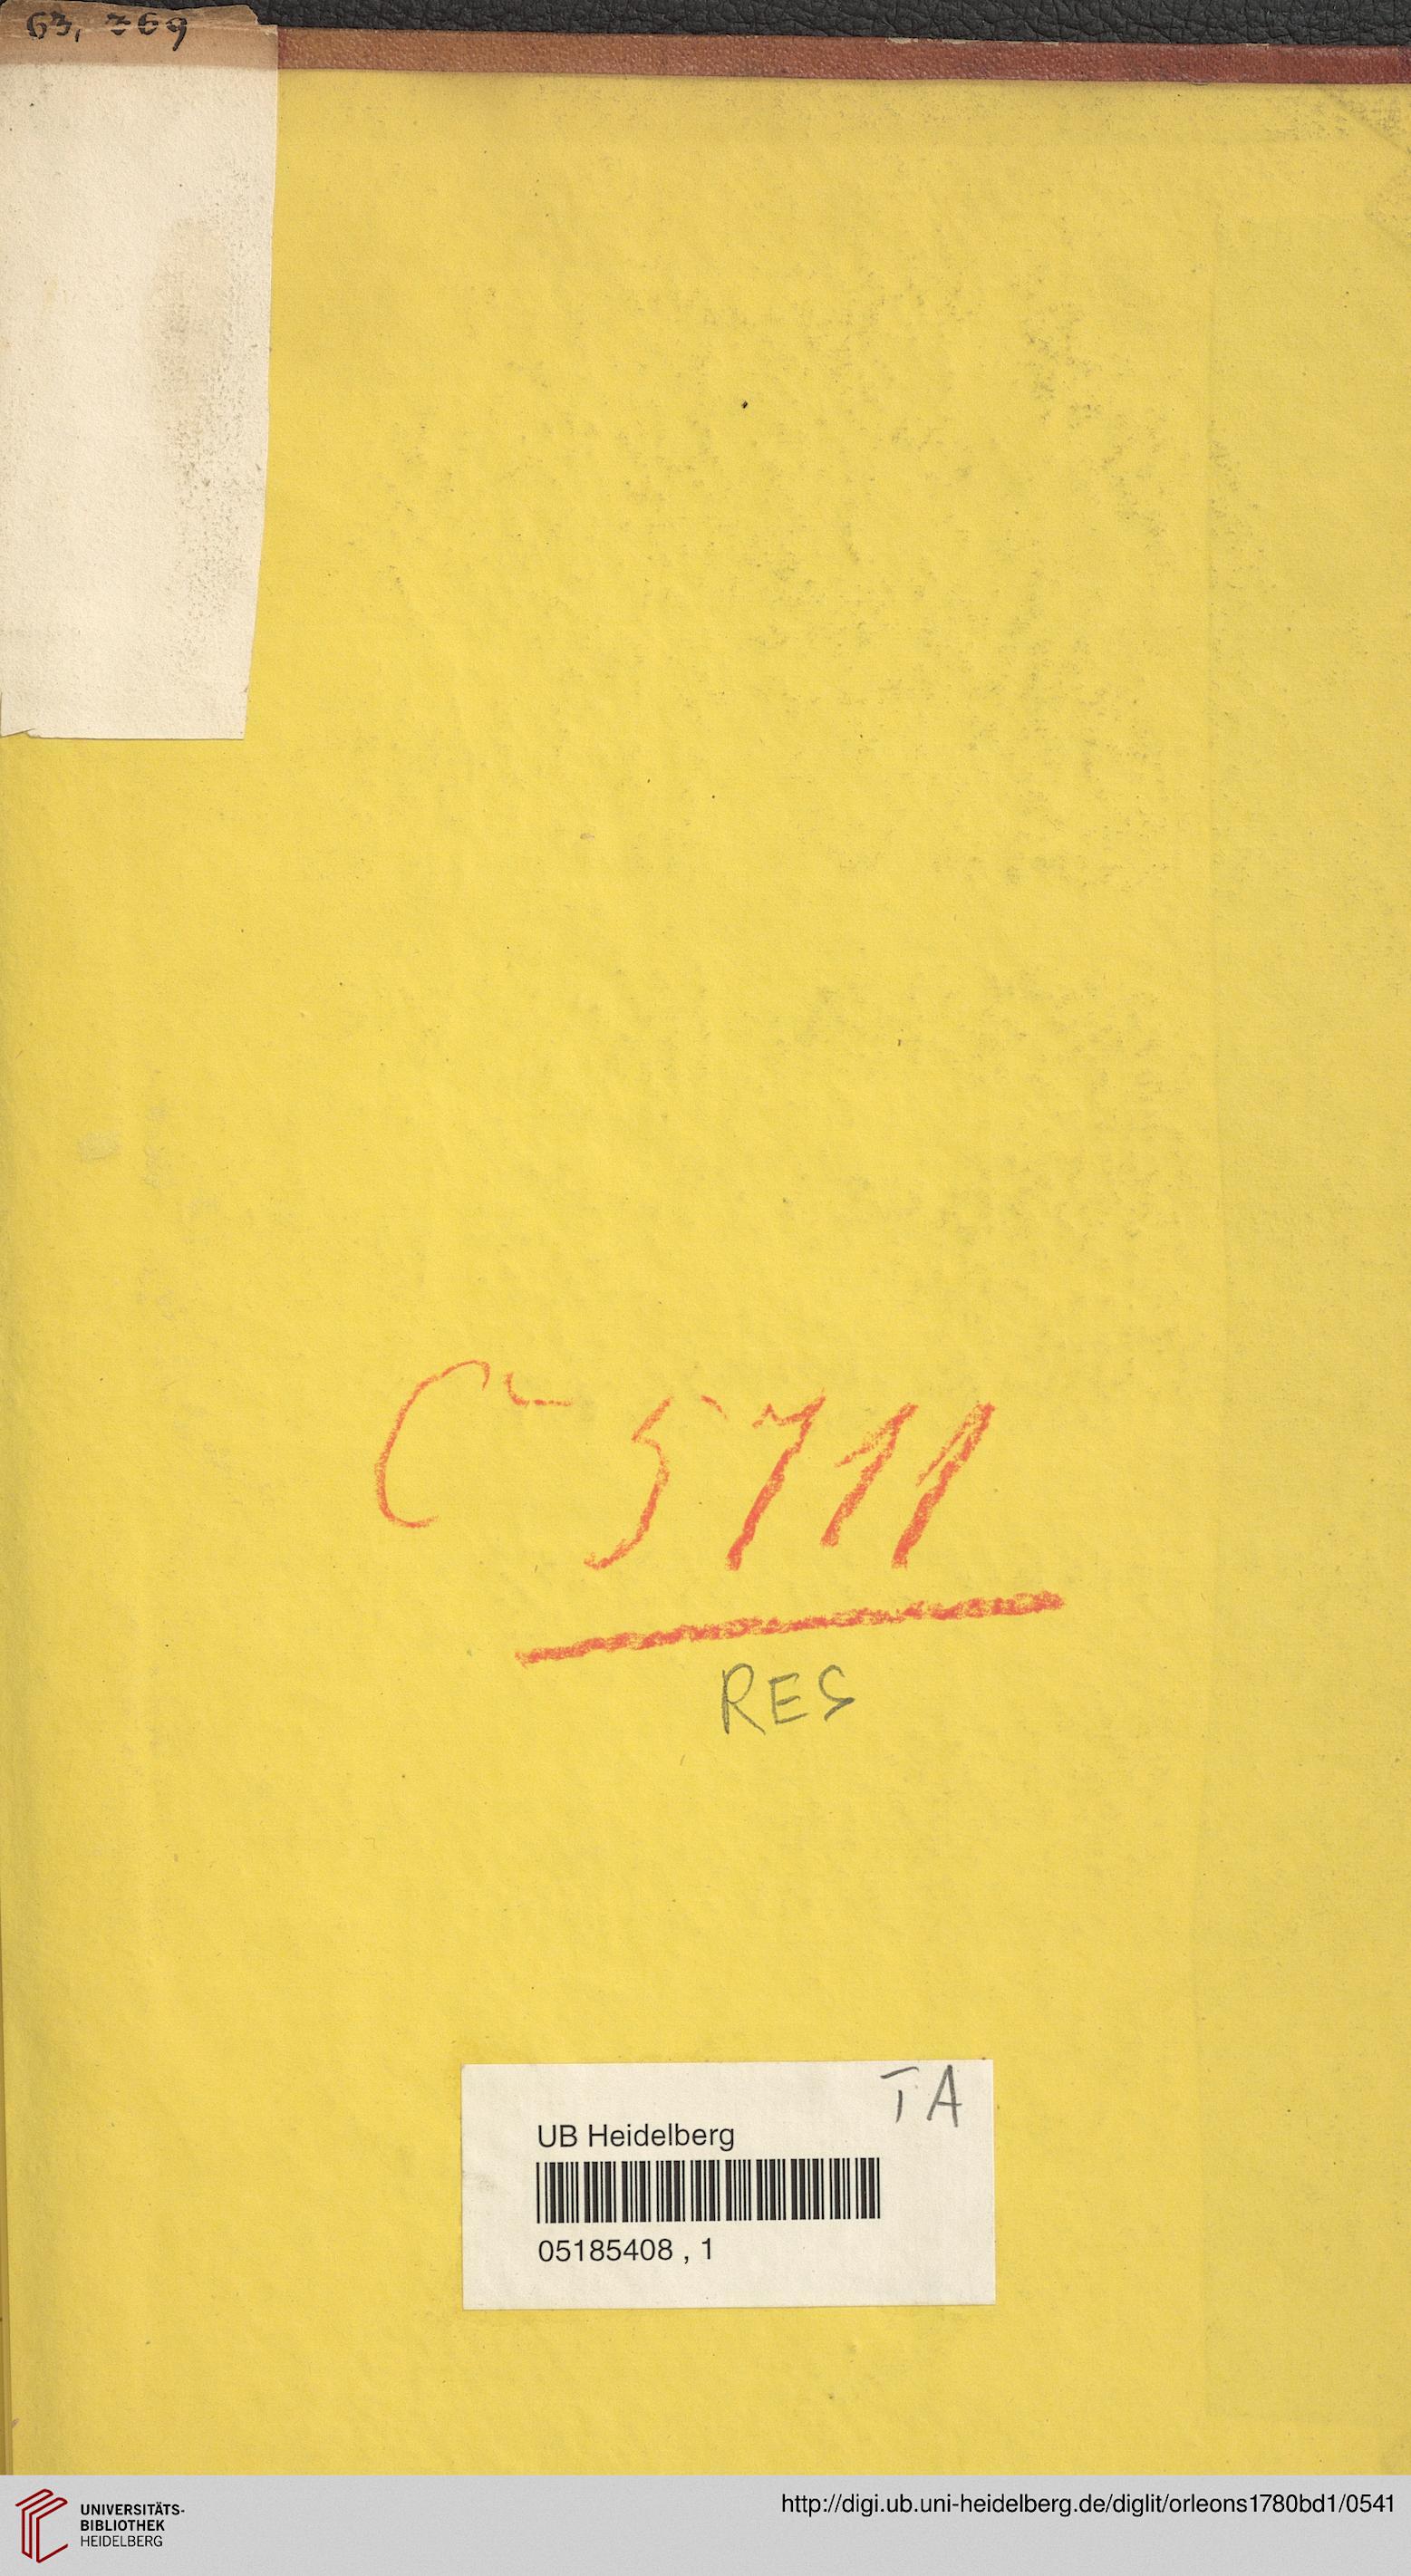 63, 269
C 5711
RES
TA
UB Heidelberg
05185408 , 1
UNIVERSITÄTS-
BIBLIOTHEK
HEIDELBERG
http://digi.ub.uni-heidelberg.de/diglit/orleons1780bd1/0541